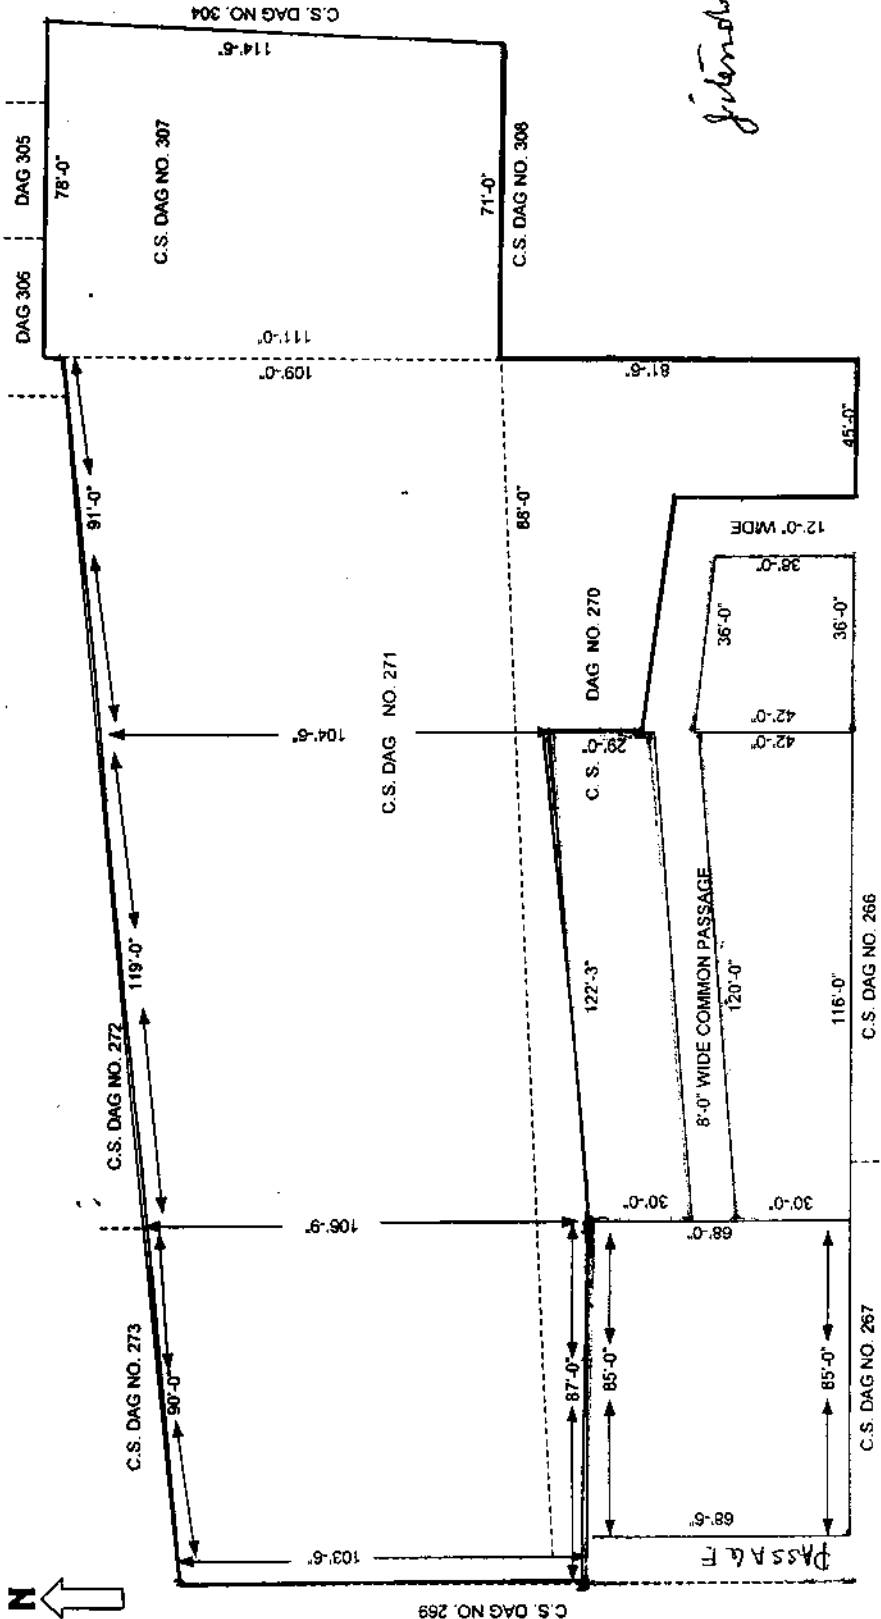 N
C.S. DAG NO. 273
C.S. DAG NO. 272
DAG 306
DAG 305
90'-0"
119'-0"
91'-0"
78'-0"
C.S. DAG NO. 269
103'-6"
106'-9"
104'-6"
109'-0"
111'-0"
C.S. DAG NO. 307
114'-6"
C.S. DAG NO. 304
C.S. DAG NO. 271
88'-0"
71'-0"
C.S. DAG NO. 308
87'-0"
85'-0"
122'-3"
29'-0"
C. S. DAG NO. 270
81'-6"
PASSAGE
68'-6"
68'-0"
30'-0"
30'-0"
8'-0" WIDE COMMON PASSAGE
120'-0"
42'-0"
42'-0"
36'-0"
38'-0"
12'-0" WIDE
85'-0"
116'-0"
36'-0"
45'-0"
C.S. DAG NO. 267
C.S. DAG NO. 266